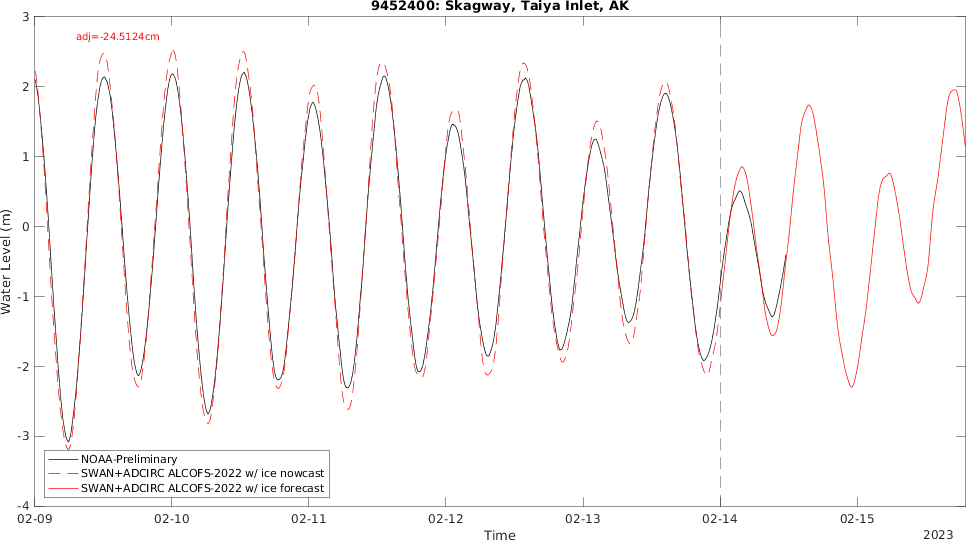 9452400: Skagway, Taiya Inlet, AK
adj=-24.5124cm
3
2
1
0
-1
-2
-3
-4
Water Level (m)
NOAA-Preliminary
SWAN+ADCIRC ALCOFS-2022 w/ ice nowcast
SWAN+ADCIRC ALCOFS-2022 w/ ice forecast
02-09 02-10 02-11 02-12 02-13 02-14 02-15
Time
2023